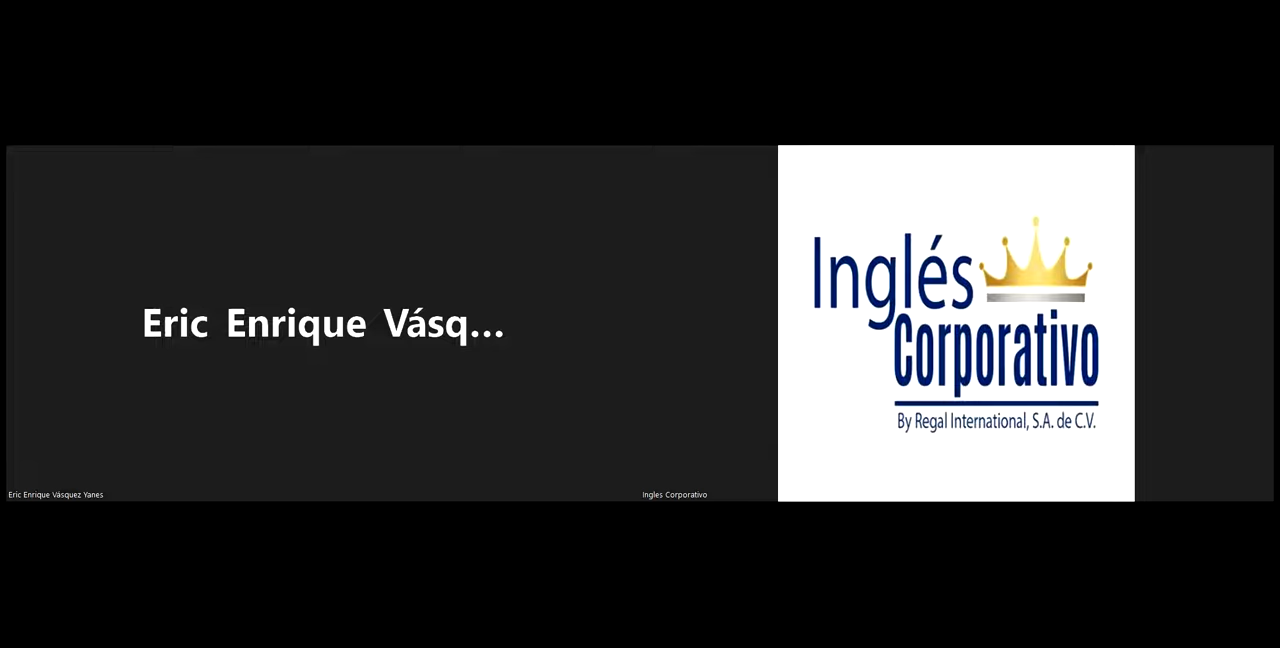 Eric Enrique Vásq...
Eric Enrique Vásquez Yanes
Inglés
Corporativo
By Regal International, S.A. de C.V.
Ingles Corporativo